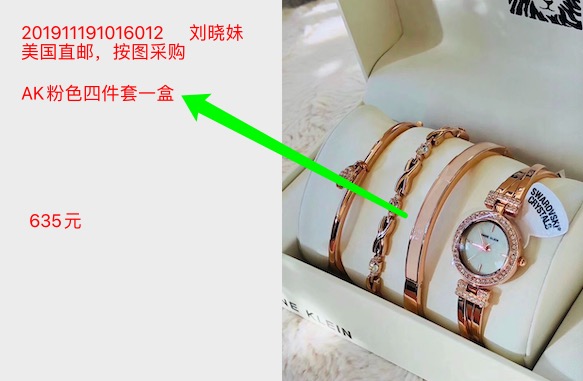 201911191016012 刘晓妹
美国直邮，按图采购
AK粉色四件套一盒
635元
SWAROVSKI
CRYSTALS
ANNE KLEIN
NE KLEIN